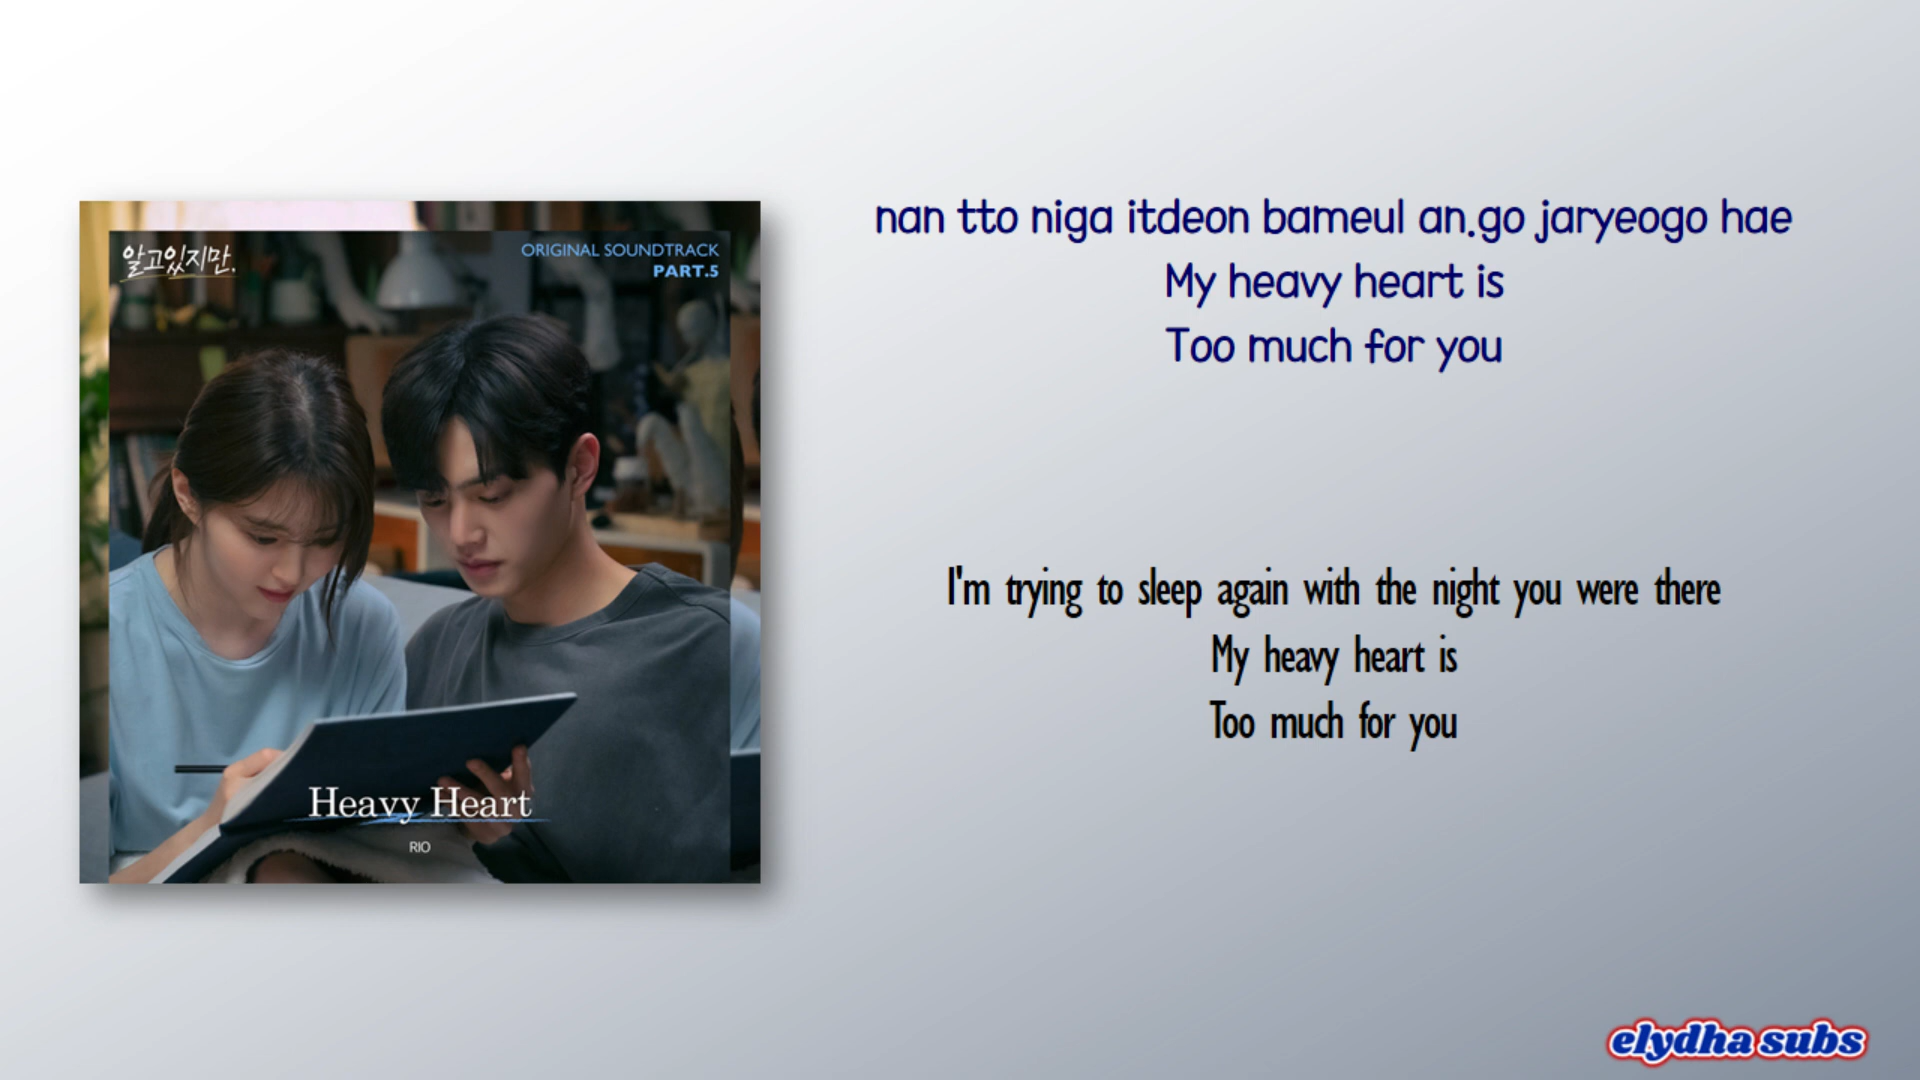 알고있지만,
ORIGINAL SOUNDTRACK
PART.5
Heavy Heart
RIO
nan tto niga itdeon bameul an.go jaryeogo hae
My heavy heart is
Too much for you
I'm trying to sleep again with the night you were there
My heavy heart is
Too much for you
elydha subs